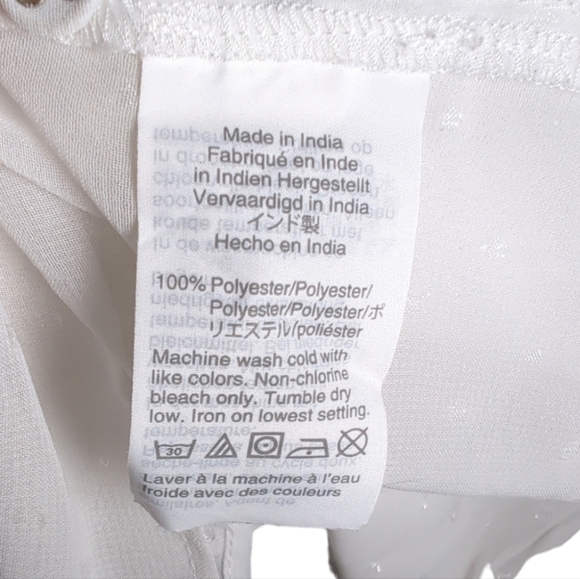 Made in India
Fabriqué en Inde
in Indien Hergestellt
Vervaardigd in India
インド製
Hecho en India
100% Polyester/Polyester/
Polyester/Polyester/ポ
リエステル/poliéster
Machine wash cold with
like colors. Non-chlorine
bleach only. Tumble dry
low. Iron on lowest setting.
30
Laver à la machine à l'eau
froide avec des couleurs